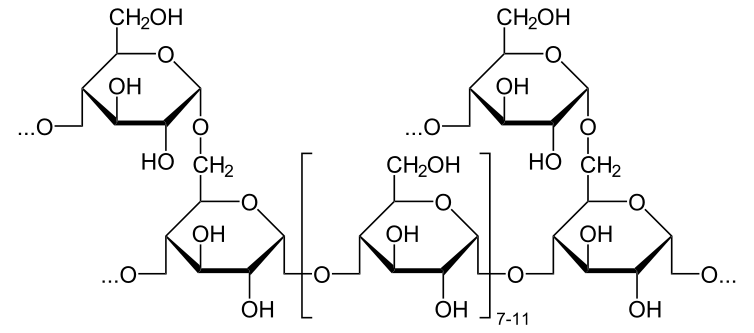 CH₂OH CH₂OH
O O
OH OH
...O O ...O O
HO CH₂ HO CH₂
CH₂OH
O O O
OH OH OH
...O O O O...
OH OH OH
7-11